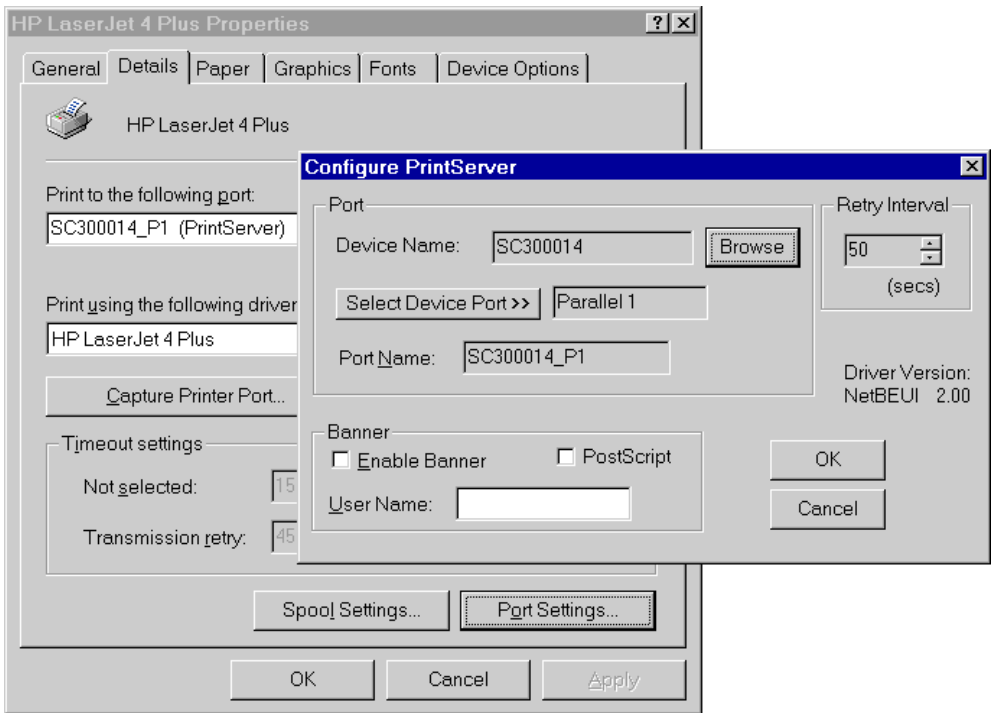 HP LaserJet 4 Plus Properties
General Details Paper Graphics Fonts Device Options
HP LaserJet 4 Plus
Print to the following port:
SC300014_P1 (PrintServer)
Print using the following driver
HP LaserJet 4 Plus
Capture Printer Port...
Timeout settings
Not selected: 15
Transmission retry: 45
Spool Settings... Port Settings...
OK Cancel Apply
Configure PrintServer
Port
Device Name: SC300014 Browse
Select Device Port >> Parallel 1
Port Name: SC300014_P1
Retry Interval
50
(secs)
Driver Version:
NetBEUI 2.00
Banner
Enable Banner PostScript
User Name:
OK
Cancel